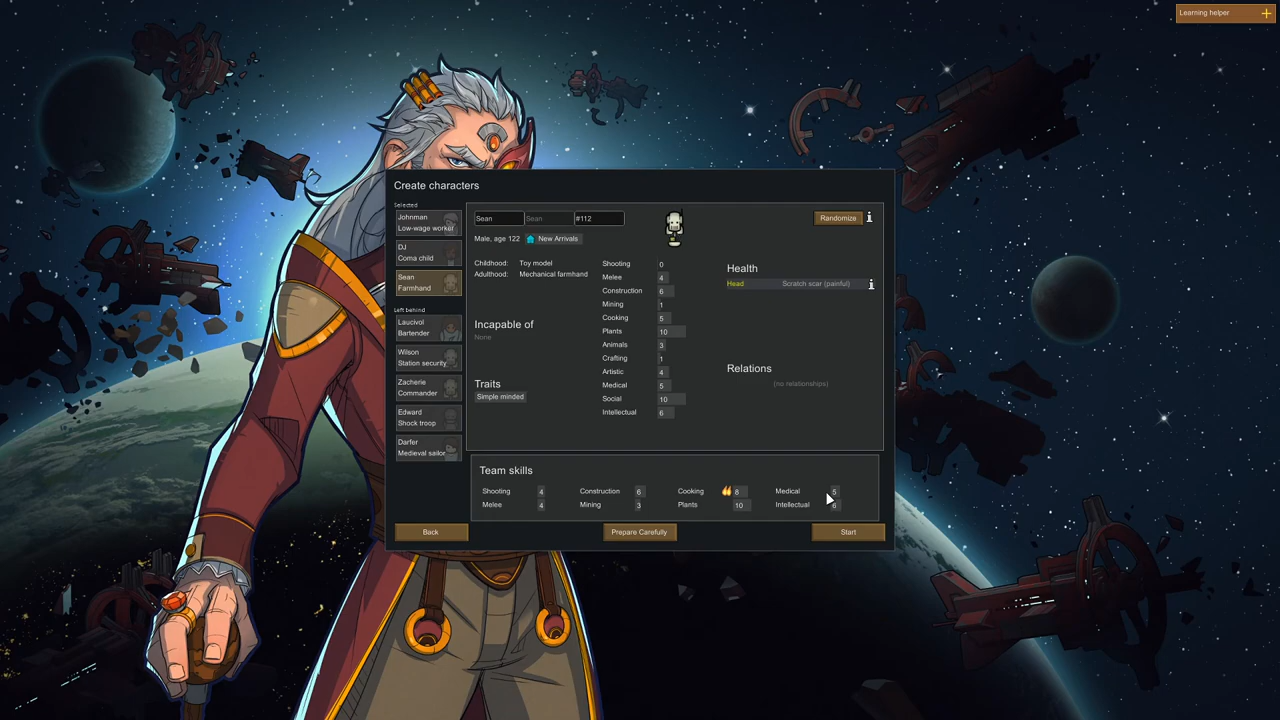 Learning helper
Create characters
Selected
Johnman
Low-wage worker
DJ
Coma child
Sean
Farmhand
Left behind
Laucivol
Bartender
Wilson
Station security
Zacherie
Commander
Edward
Shock troop
Darfer
Medieval sailor
Sean Sean #112
Randomize
Male, age 122 New Arrivals
Childhood: Toy model
Adulthood: Mechanical farmhand
Incapable of
None
Traits
Simple minded
Shooting 0
Melee 4
Construction 6
Mining 1
Cooking 5
Plants 10
Animals 3
Crafting 1
Artistic 4
Medical 5
Social 10
Intellectual 6
Health
Head Scratch scar (painful)
Relations
(no relationships)
Team skills
Shooting 4 Construction 6 Cooking 8 Medical 5
Melee 4 Mining 3 Plants 10 Intellectual 6
Back
Prepare Carefully
Start